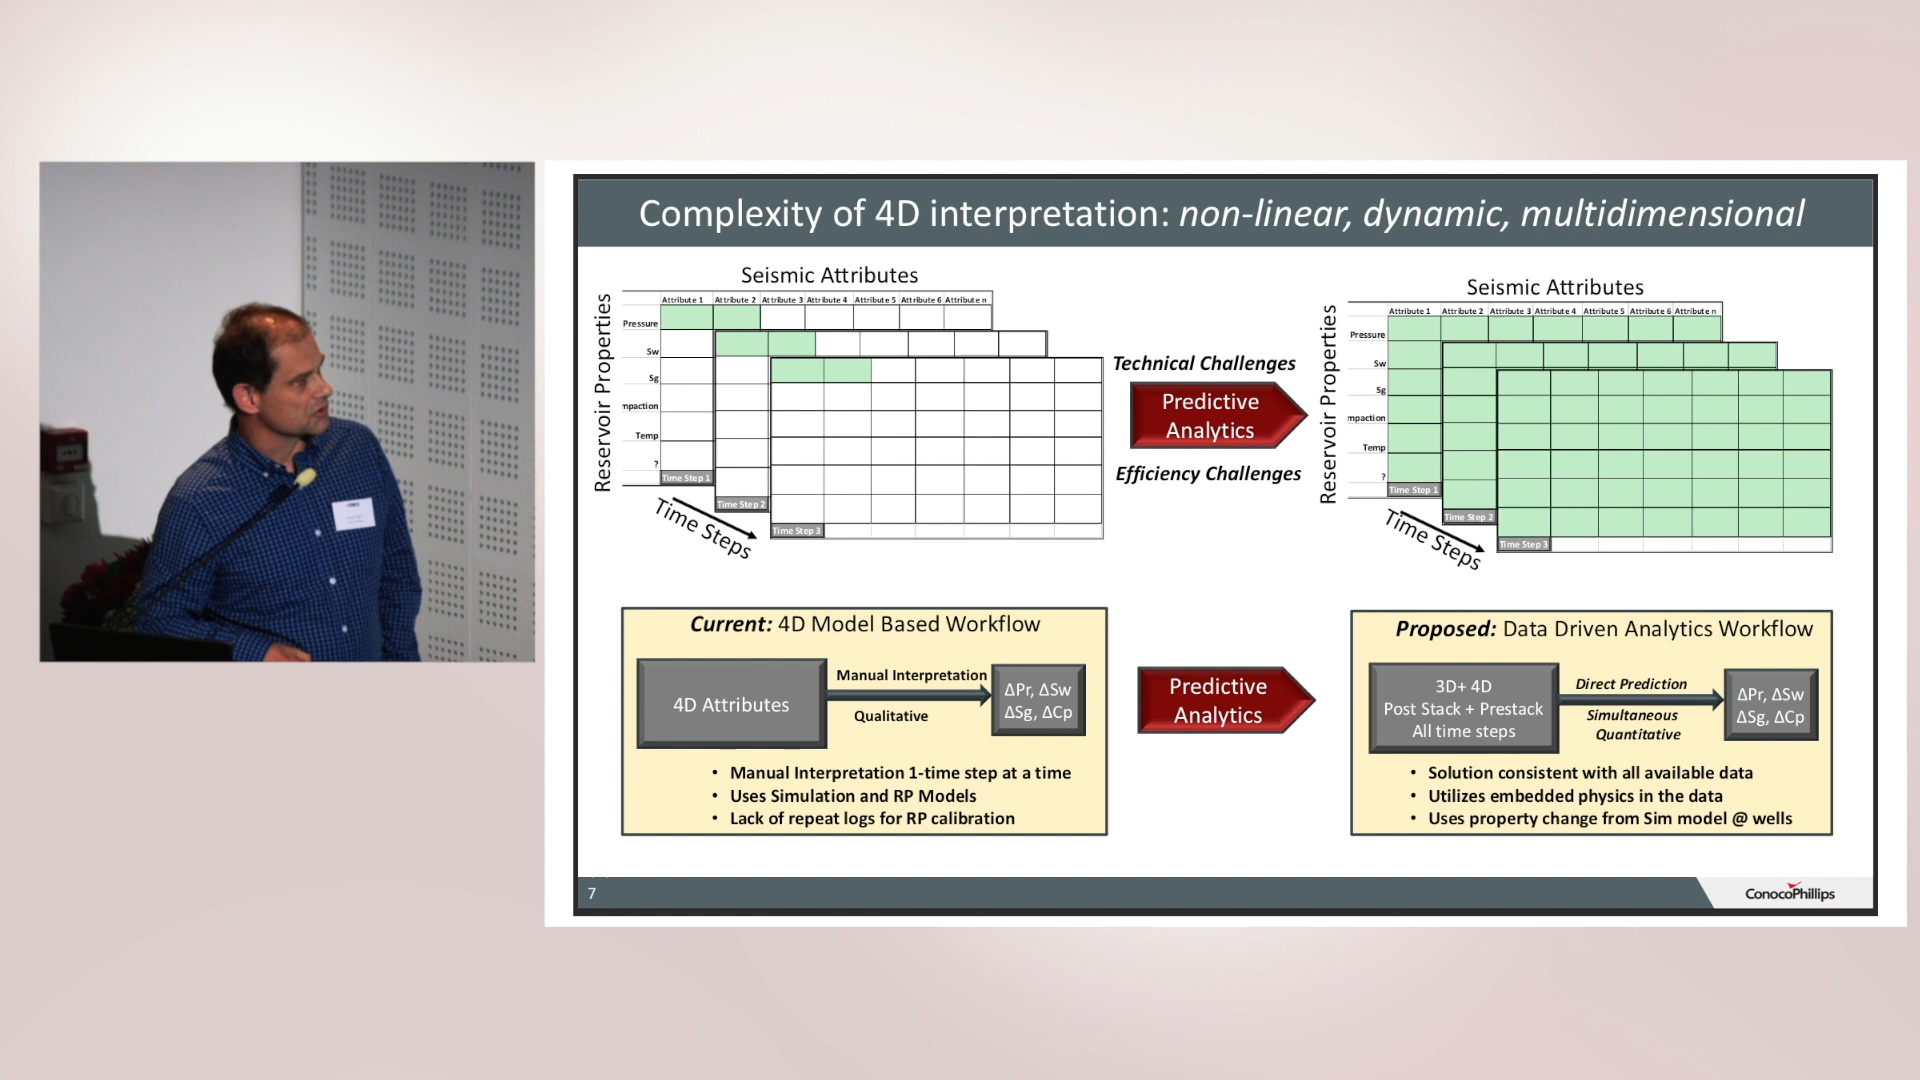 Complexity of 4D interpretation: non-linear, dynamic, multidimensional
Seismic Attributes
Attribute 1 Attribute 2 Attribute 3 Attribute 4 Attribute 5 Attribute 6 Attribute n
Reservoir Properties
Pressure
Sw
Sg
mpaction
Temp
?
Time Step 1
Time Step 2
Time Step 3
Time Steps
Technical Challenges
Predictive
Analytics
Efficiency Challenges
Seismic Attributes
Attribute 1 Attribute 2 Attribute 3 Attribute 4 Attribute 5 Attribute 6 Attribute n
Reservoir Properties
Pressure
Sw
Sg
mpaction
Temp
?
Time Step 1
Time Step 2
Time Step 3
Time Steps
Current: 4D Model Based Workflow
4D Attributes
Manual Interpretation
Qualitative
ΔPr, ΔSw
ΔSg, ΔCp
• Manual Interpretation 1-time step at a time
• Uses Simulation and RP Models
• Lack of repeat logs for RP calibration
Predictive
Analytics
Proposed: Data Driven Analytics Workflow
3D+ 4D
Post Stack + Prestack
All time steps
Direct Prediction
Simultaneous
Quantitative
ΔPr, ΔSw
ΔSg, ΔCp
• Solution consistent with all available data
• Utilizes embedded physics in the data
• Uses property change from Sim model @ wells
7
ConocoPhillips